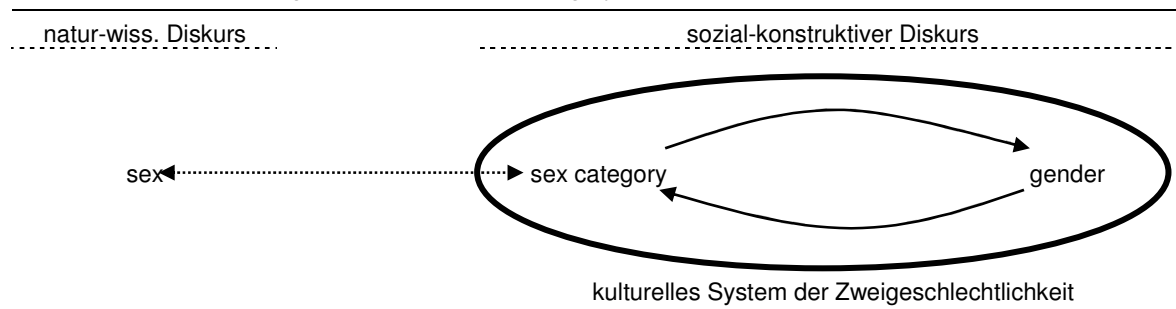 natur-wiss. Diskurs sozial-konstruktiver Diskurs
sex sex category gender
kulturelles System der Zweigeschlechtlichkeit